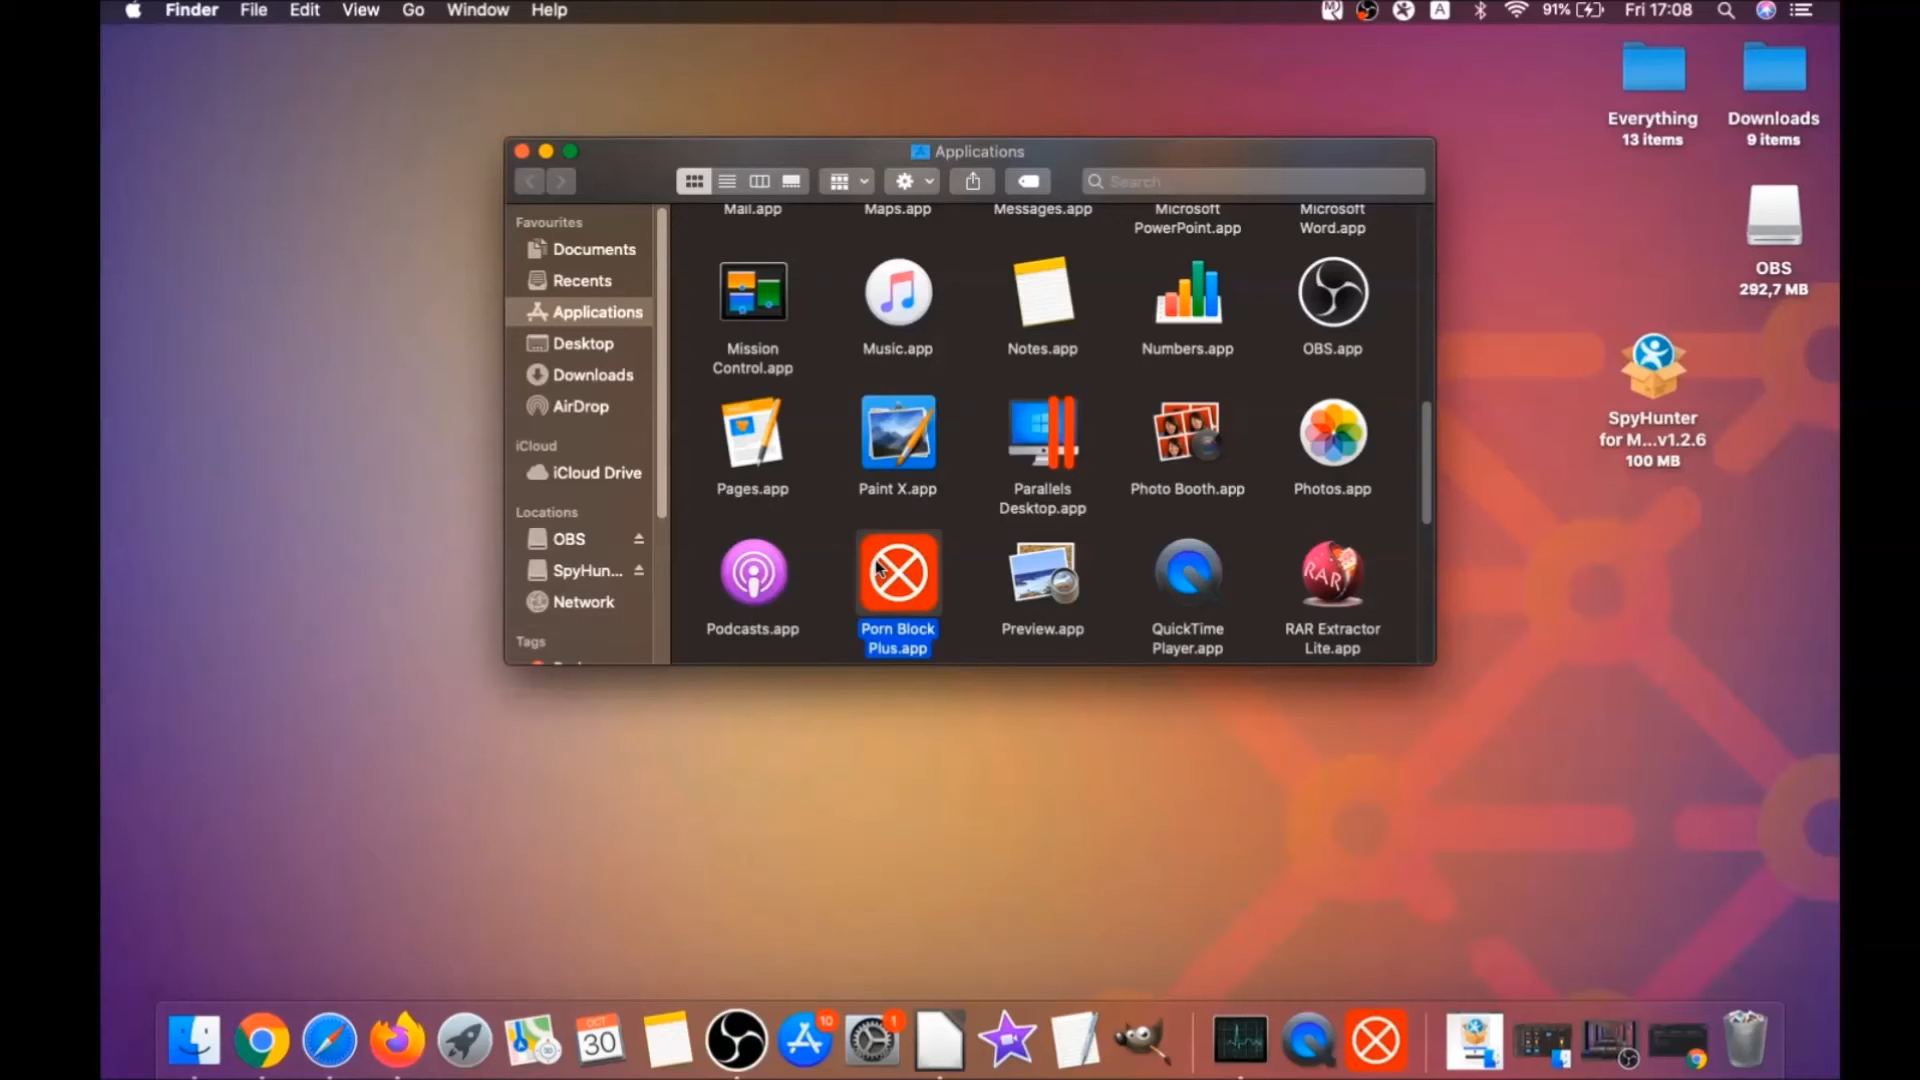 Finder File Edit View Go Window Help
A 91% Fri 17:08
Applications
Search
Favourites
Documents
Recents
Applications
Desktop
Downloads
AirDrop
iCloud
iCloud Drive
Locations
OBS
SpyHun...
Network
Tags
Mail.app
Maps.app
Messages.app
Microsoft
PowerPoint.app
Microsoft
Word.app
Mission
Control.app
Music.app
Notes.app
Numbers.app
OBS.app
Pages.app
Paint X.app
Parallels
Desktop.app
Photo Booth.app
Photos.app
Podcasts.app
Porn Block
Plus.app
Preview.app
QuickTime
Player.app
RAR
RAR Extractor
Lite.app
Everything
13 items
Downloads
9 items
OBS
292,7 MB
SpyHunter
for M...v1.2.6
100 MB
OCT
30
10
1